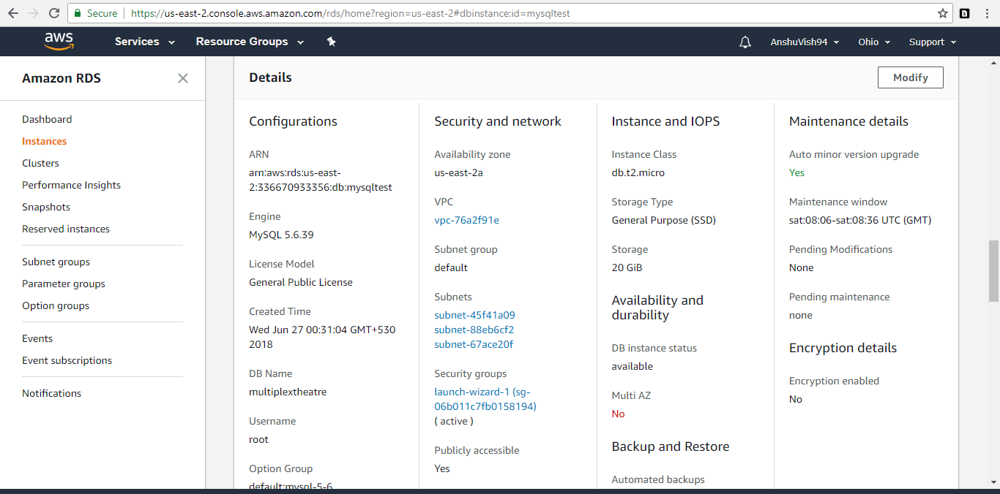 Secure
https://us-east-2.console.aws.amazon.com/rds/home?region=us-east-2#dbinstance:id=mysqltest
aws
Services
Resource Groups
AnshuVish94
Ohio
Support
Amazon RDS
Dashboard
Instances
Clusters
Performance Insights
Snapshots
Reserved instances
Subnet groups
Parameter groups
Option groups
Events
Event subscriptions
Notifications
Details
Modify
Configurations
ARN
arn:aws:rds:us-east-
2:336670933356:db:mysqltest
Engine
MySQL 5.6.39
License Model
General Public License
Created Time
Wed Jun 27 00:31:04 GMT+530
2018
DB Name
multiplextheatre
Username
root
Option Group
default:mysql-5-6
Security and network
Availability zone
us-east-2a
VPC
vpc-76a2f91e
Subnet group
default
Subnets
subnet-45f41a09
subnet-88eb6cf2
subnet-67ace20f
Security groups
launch-wizard-1 (sg-
06b011c7fb0158194)
( active )
Publicly accessible
Yes
Instance and IOPS
Instance Class
db.t2.micro
Storage Type
General Purpose (SSD)
Storage
20 GiB
Availability and
durability
DB instance status
available
Multi AZ
No
Backup and Restore
Automated backups
Maintenance details
Auto minor version upgrade
Yes
Maintenance window
sat:08:06-sat:08:36 UTC (GMT)
Pending Modifications
None
Pending maintenance
none
Encryption details
Encryption enabled
No